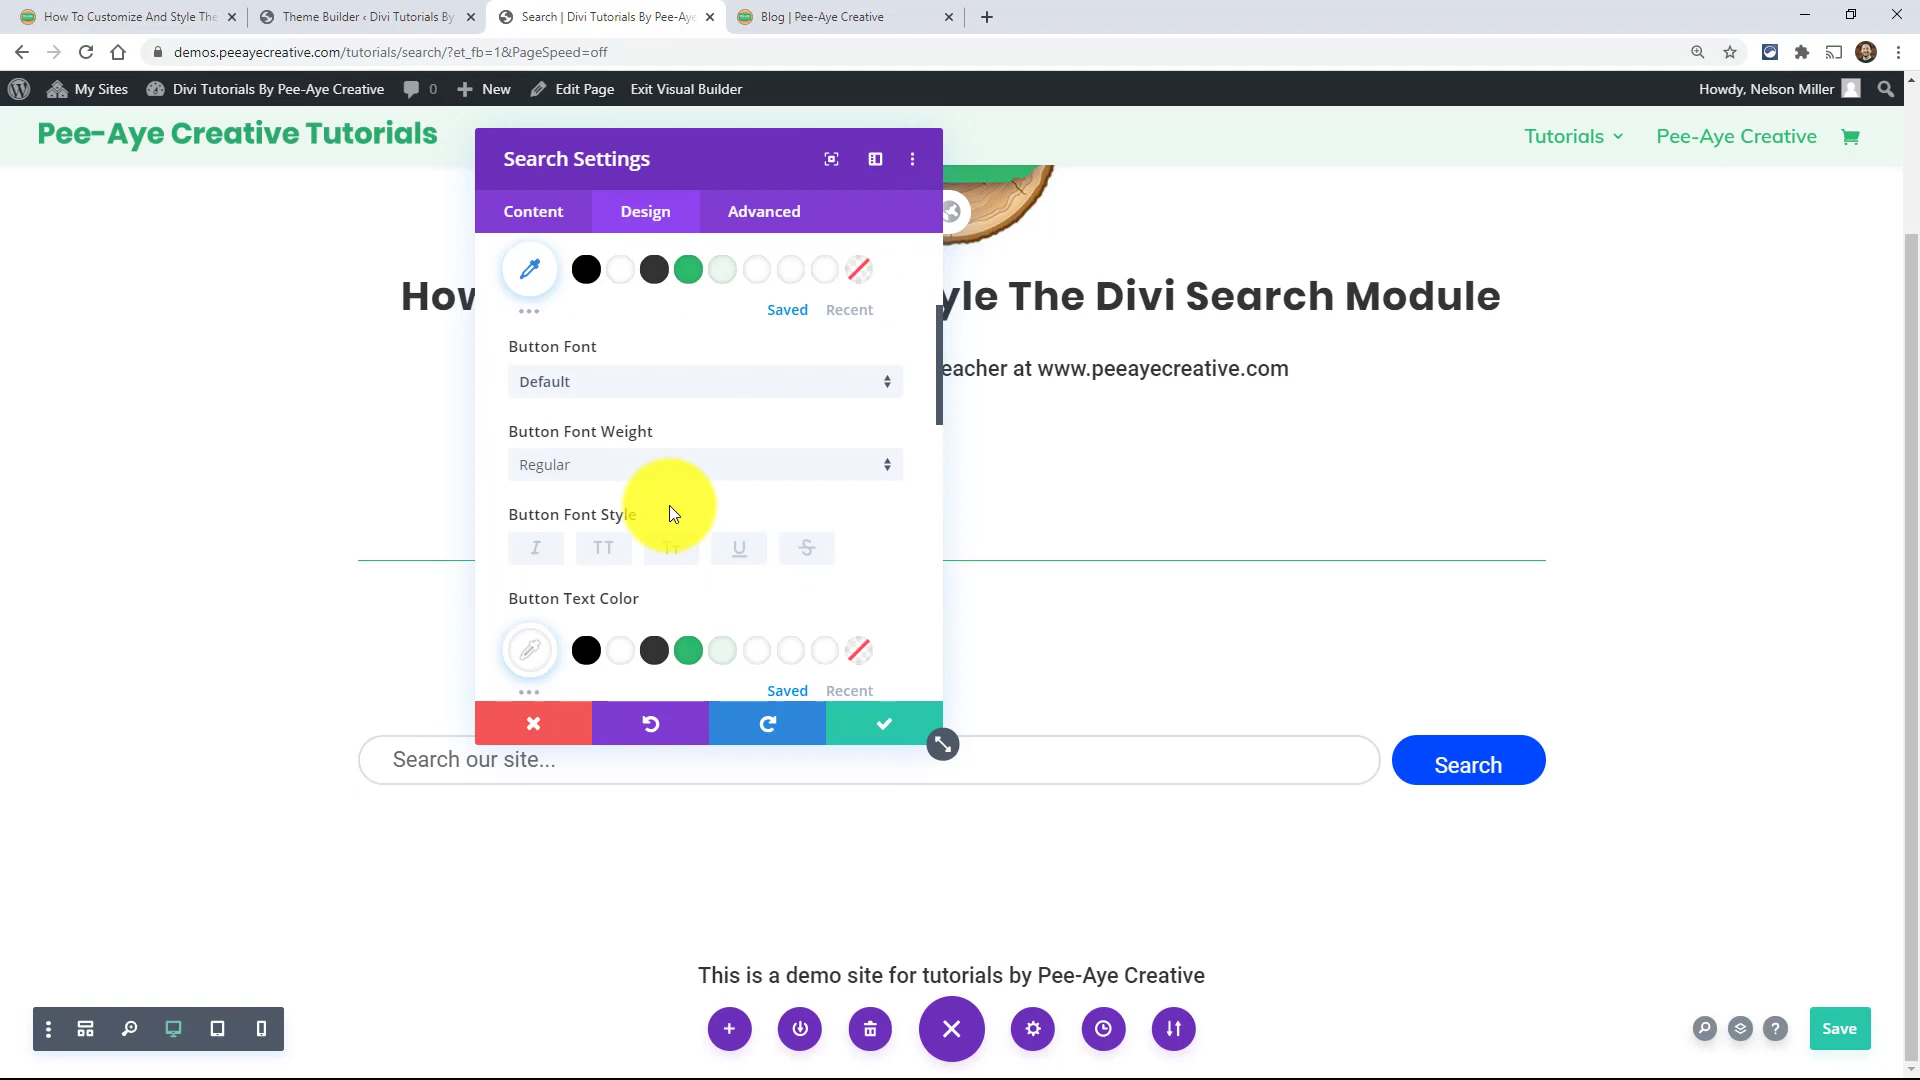 How To Customize And Style The
Theme Builder ‹ Divi Tutorials By
Search | Divi Tutorials By Pee-Aye
Blog | Pee-Aye Creative
demos.peeayecreative.com/tutorials/search/?et_fb=1&PageSpeed=off
My Sites
Divi Tutorials By Pee-Aye Creative
0
New
Edit Page
Exit Visual Builder
Howdy, Nelson Miller
Pee-Aye Creative Tutorials
Tutorials
Pee-Aye Creative
Search Settings
Content
Design
Advanced
Saved
Recent
Button Font
Default
Button Font Weight
Regular
Button Font Style
I
TT
Tt
U
S
Button Text Color
Saved
Recent
How
yle The Divi Search Module
eacher at www.peeayecreative.com
Search our site...
Search
This is a demo site for tutorials by Pee-Aye Creative
?
Save